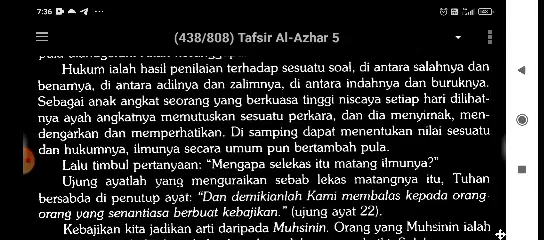 7:36
(438/808) Tafsir Al-Azhar 5
Hukum ialah hasil penilaian terhadap sesuatu soal, di antara salahnya dan
benarnya, di antara adilnya dan zalimnya, di antara indahnya dan buruknya.
Sebagai anak angkat seorang yang berkuasa tinggi niscaya setiap hari dilihat-
nya ayah angkatnya memutuskan sesuatu perkara, dan dia menyimak, men-
dengarkan dan memperhatikan. Di samping dapat menentukan nilai sesuatu
dan hukumnya, ilmunya secara umum pun bertambah pula.
Lalu timbul pertanyaan: "Mengapa selekas itu matang ilmunya?"
Ujung ayatlah yang menguraikan sebab lekas matangnya itu, Tuhan
bersabda di penutup ayat: "Dan demikianlah Kami membalas kepada orang-
orang yang senantiasa berbuat kebajikan." (ujung ayat 22).
Kebajikan kita jadikan arti daripada Muhsinin. Orang yang Muhsinin ialah